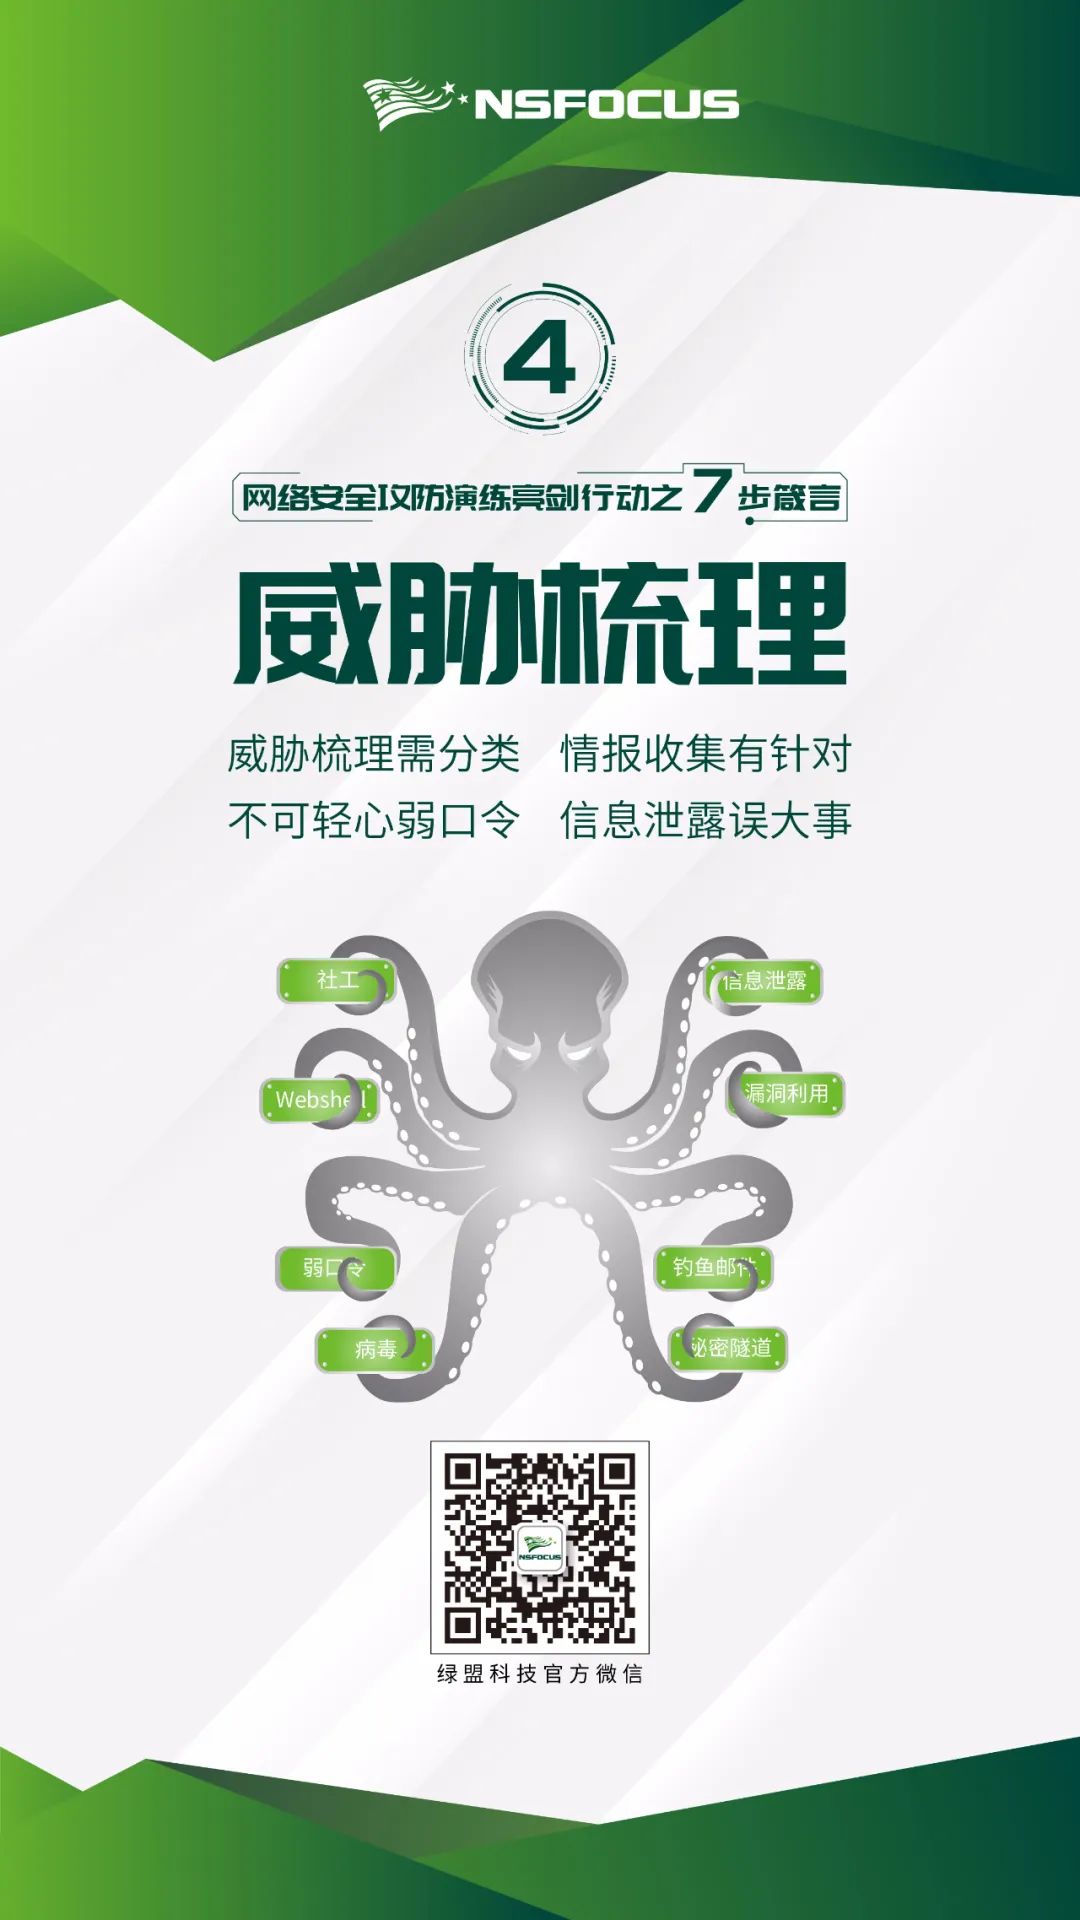 NSFOCUS
4
网络安全攻防演练亮剑行动之7步箴言
威胁梳理
威胁梳理需分类 情报收集有针对
不可轻心弱口令 信息泄露误大事
社工
信息泄露
Webshell
漏洞利用
弱口令
钓鱼邮件
病毒
秘密隧道
NSFOCUS
绿盟科技官方微信